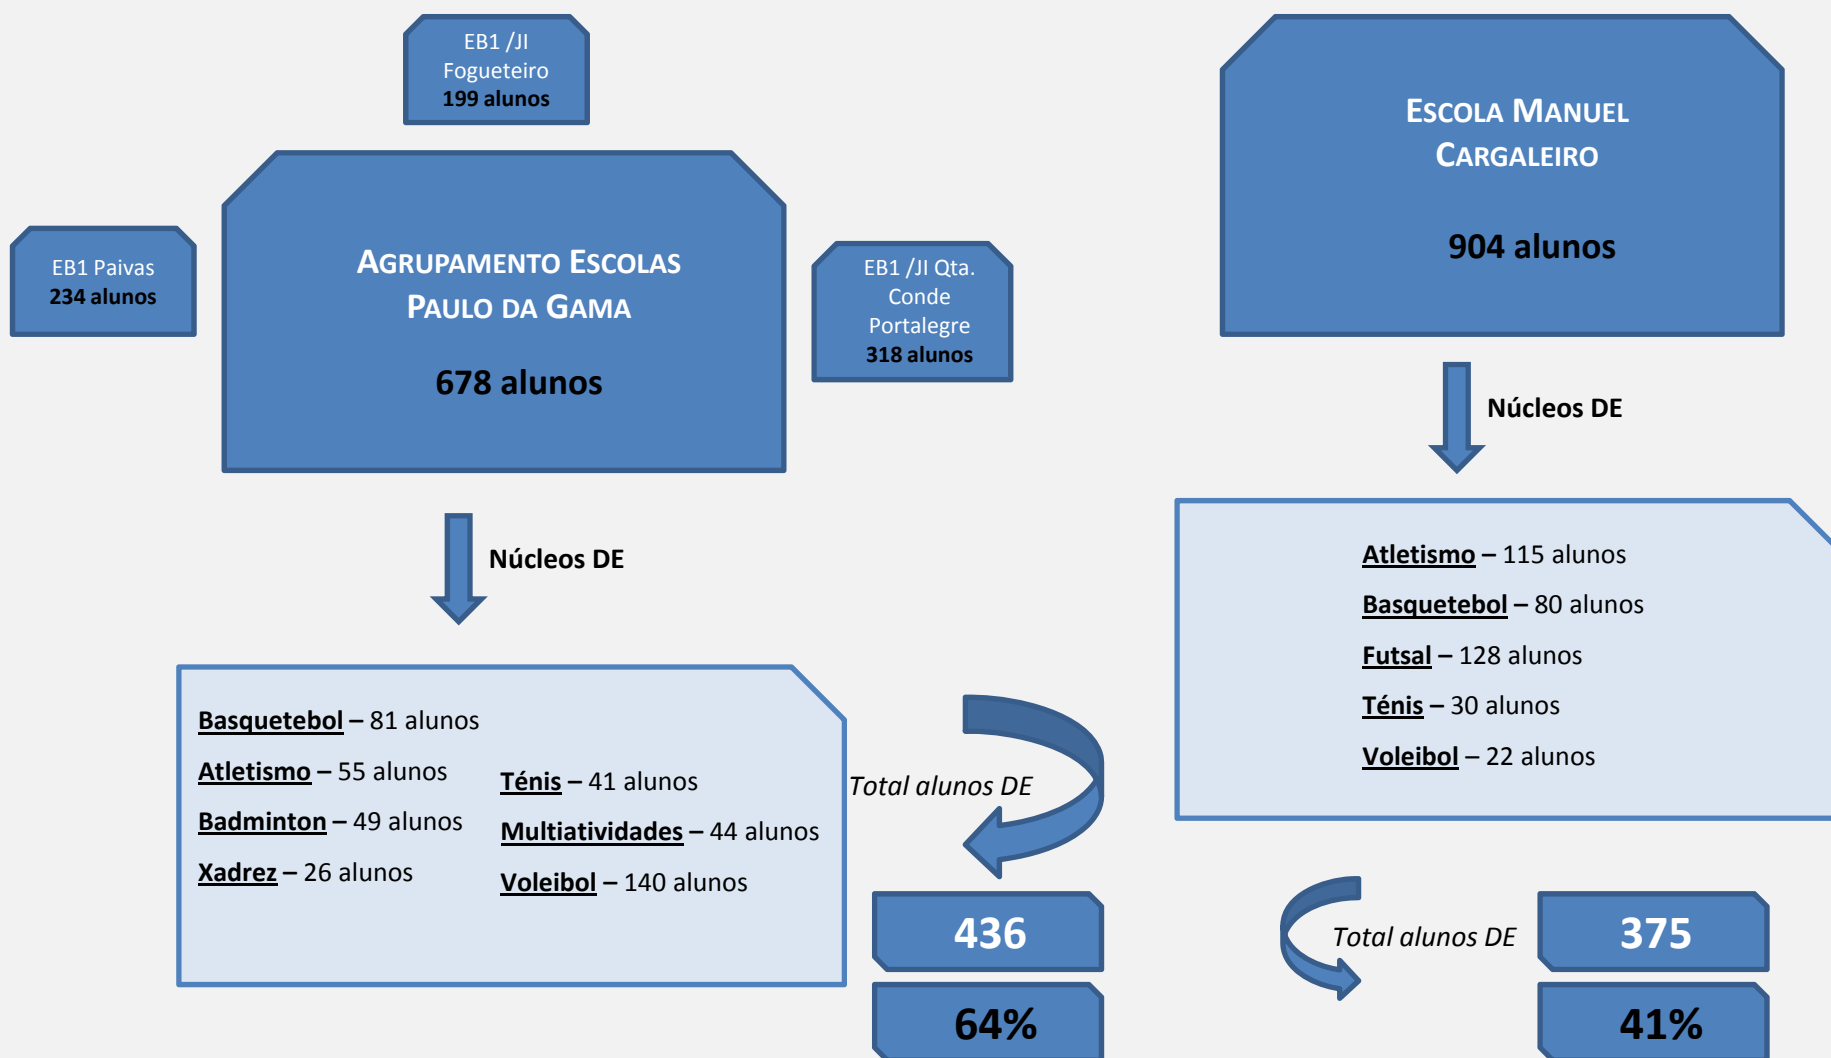 EB1 /JI
Fogueteiro
199 alunos
EB1 Paivas
234 alunos
AGRUPAMENTO ESCOLAS
PAULO DA GAMA
678 alunos
EB1 /JI Qta.
Conde
Portalegre
318 alunos
Núcleos DE
Basquetebol – 81 alunos
Atletismo – 55 alunos
Badminton – 49 alunos
Xadrez – 26 alunos
Ténis – 41 alunos
Multiatividades – 44 alunos
Voleibol – 140 alunos
Total alunos DE
436
64%
ESCOLA MANUEL
CARGALEIRO
904 alunos
Núcleos DE
Atletismo – 115 alunos
Basquetebol – 80 alunos
Futsal – 128 alunos
Ténis – 30 alunos
Voleibol – 22 alunos
Total alunos DE
375
41%